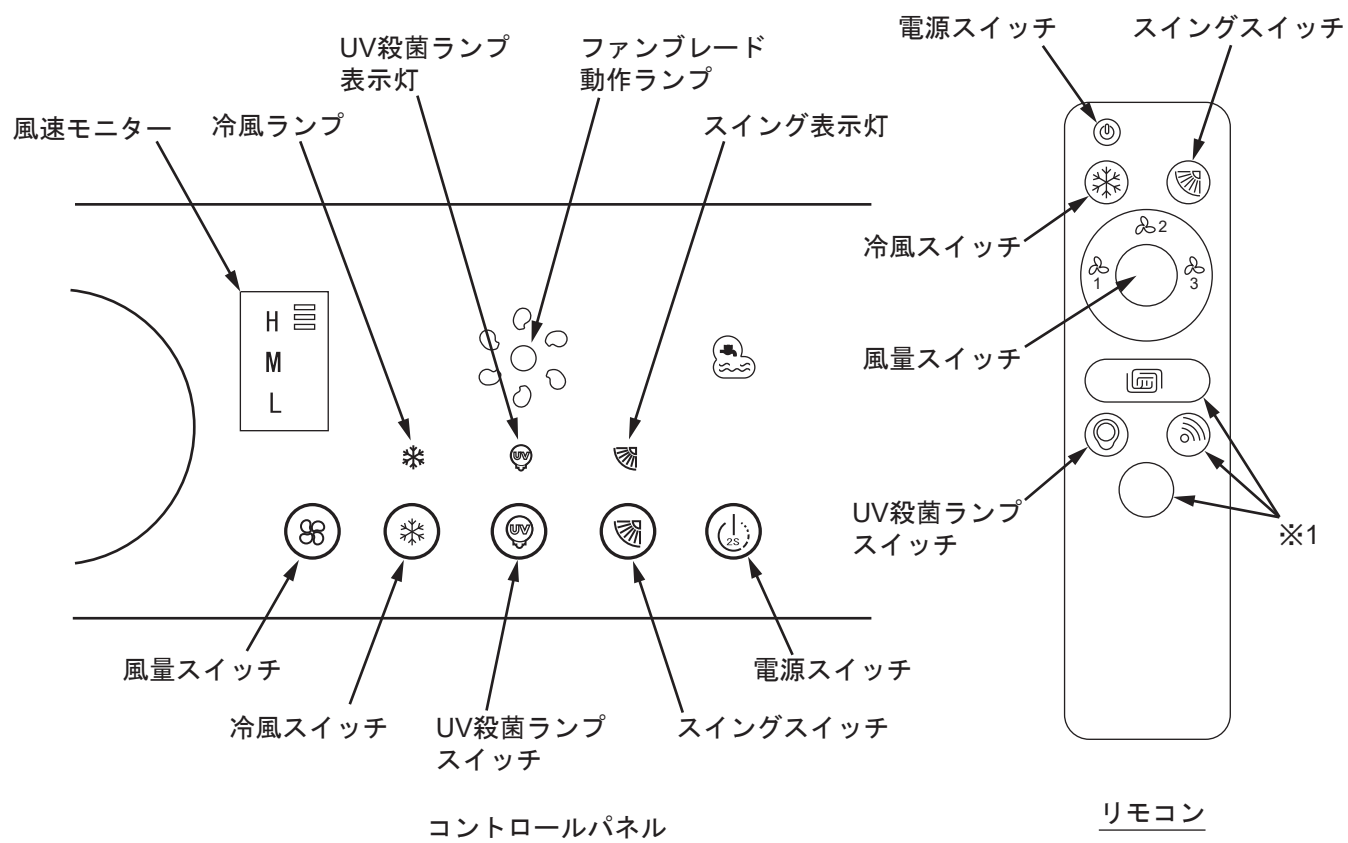 電源スイッチ
スイングスイッチ
UV殺菌ランプ
表示灯
ファンブレード
動作ランプ
風速モニター
冷風ランプ
スイング表示灯
冷風スイッチ
2
1
3
H
M
L
風量スイッチ
UV
UV
2S
UV殺菌ランプ
スイッチ
※1
風量スイッチ
電源スイッチ
冷風スイッチ
UV殺菌ランプ
スイッチ
スイングスイッチ
コントロールパネル
リモコン